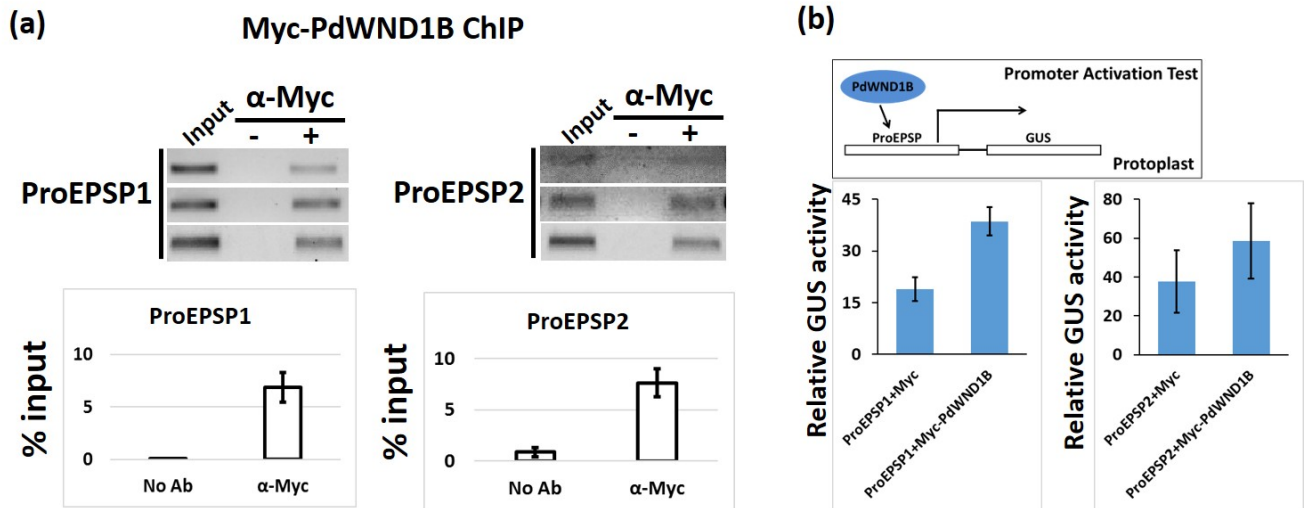 (a)
Myc-PdWND1B ChIP
Input
α-Myc
- +
ProEPSP1
Input
α-Myc
- +
ProEPSP2
ProEPSP1
% input
10
5
0
No Ab
α-Myc
ProEPSP2
% input
10
5
0
No Ab
α-Myc
(b)
Promoter Activation Test
PdWND1B
ProEPSP
GUS
Protoplast
Relative GUS activity
45
30
15
0
ProEPSP1+Myc
ProEPSP1+Myc-PdWND1B
Relative GUS activity
80
60
40
20
0
ProEPSP2+Myc
ProEPSP2+Myc-PdWND1B